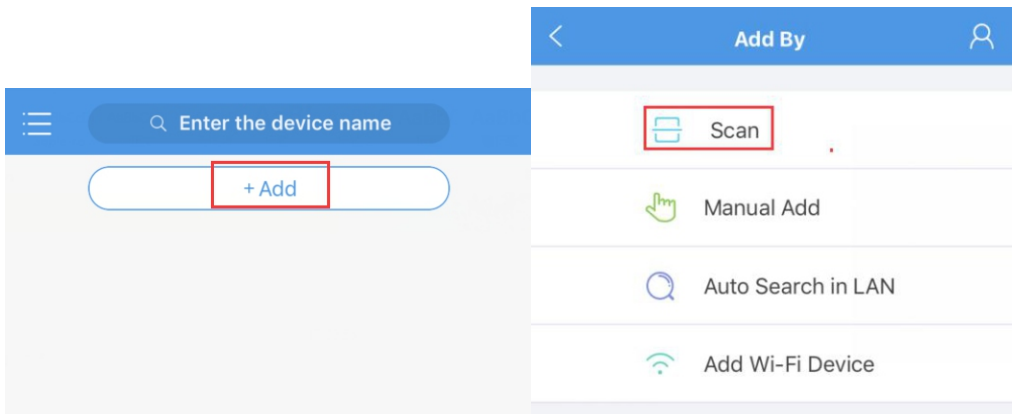 Enter the device name
+ Add
Add By
Scan
Manual Add
Auto Search in LAN
Add Wi-Fi Device